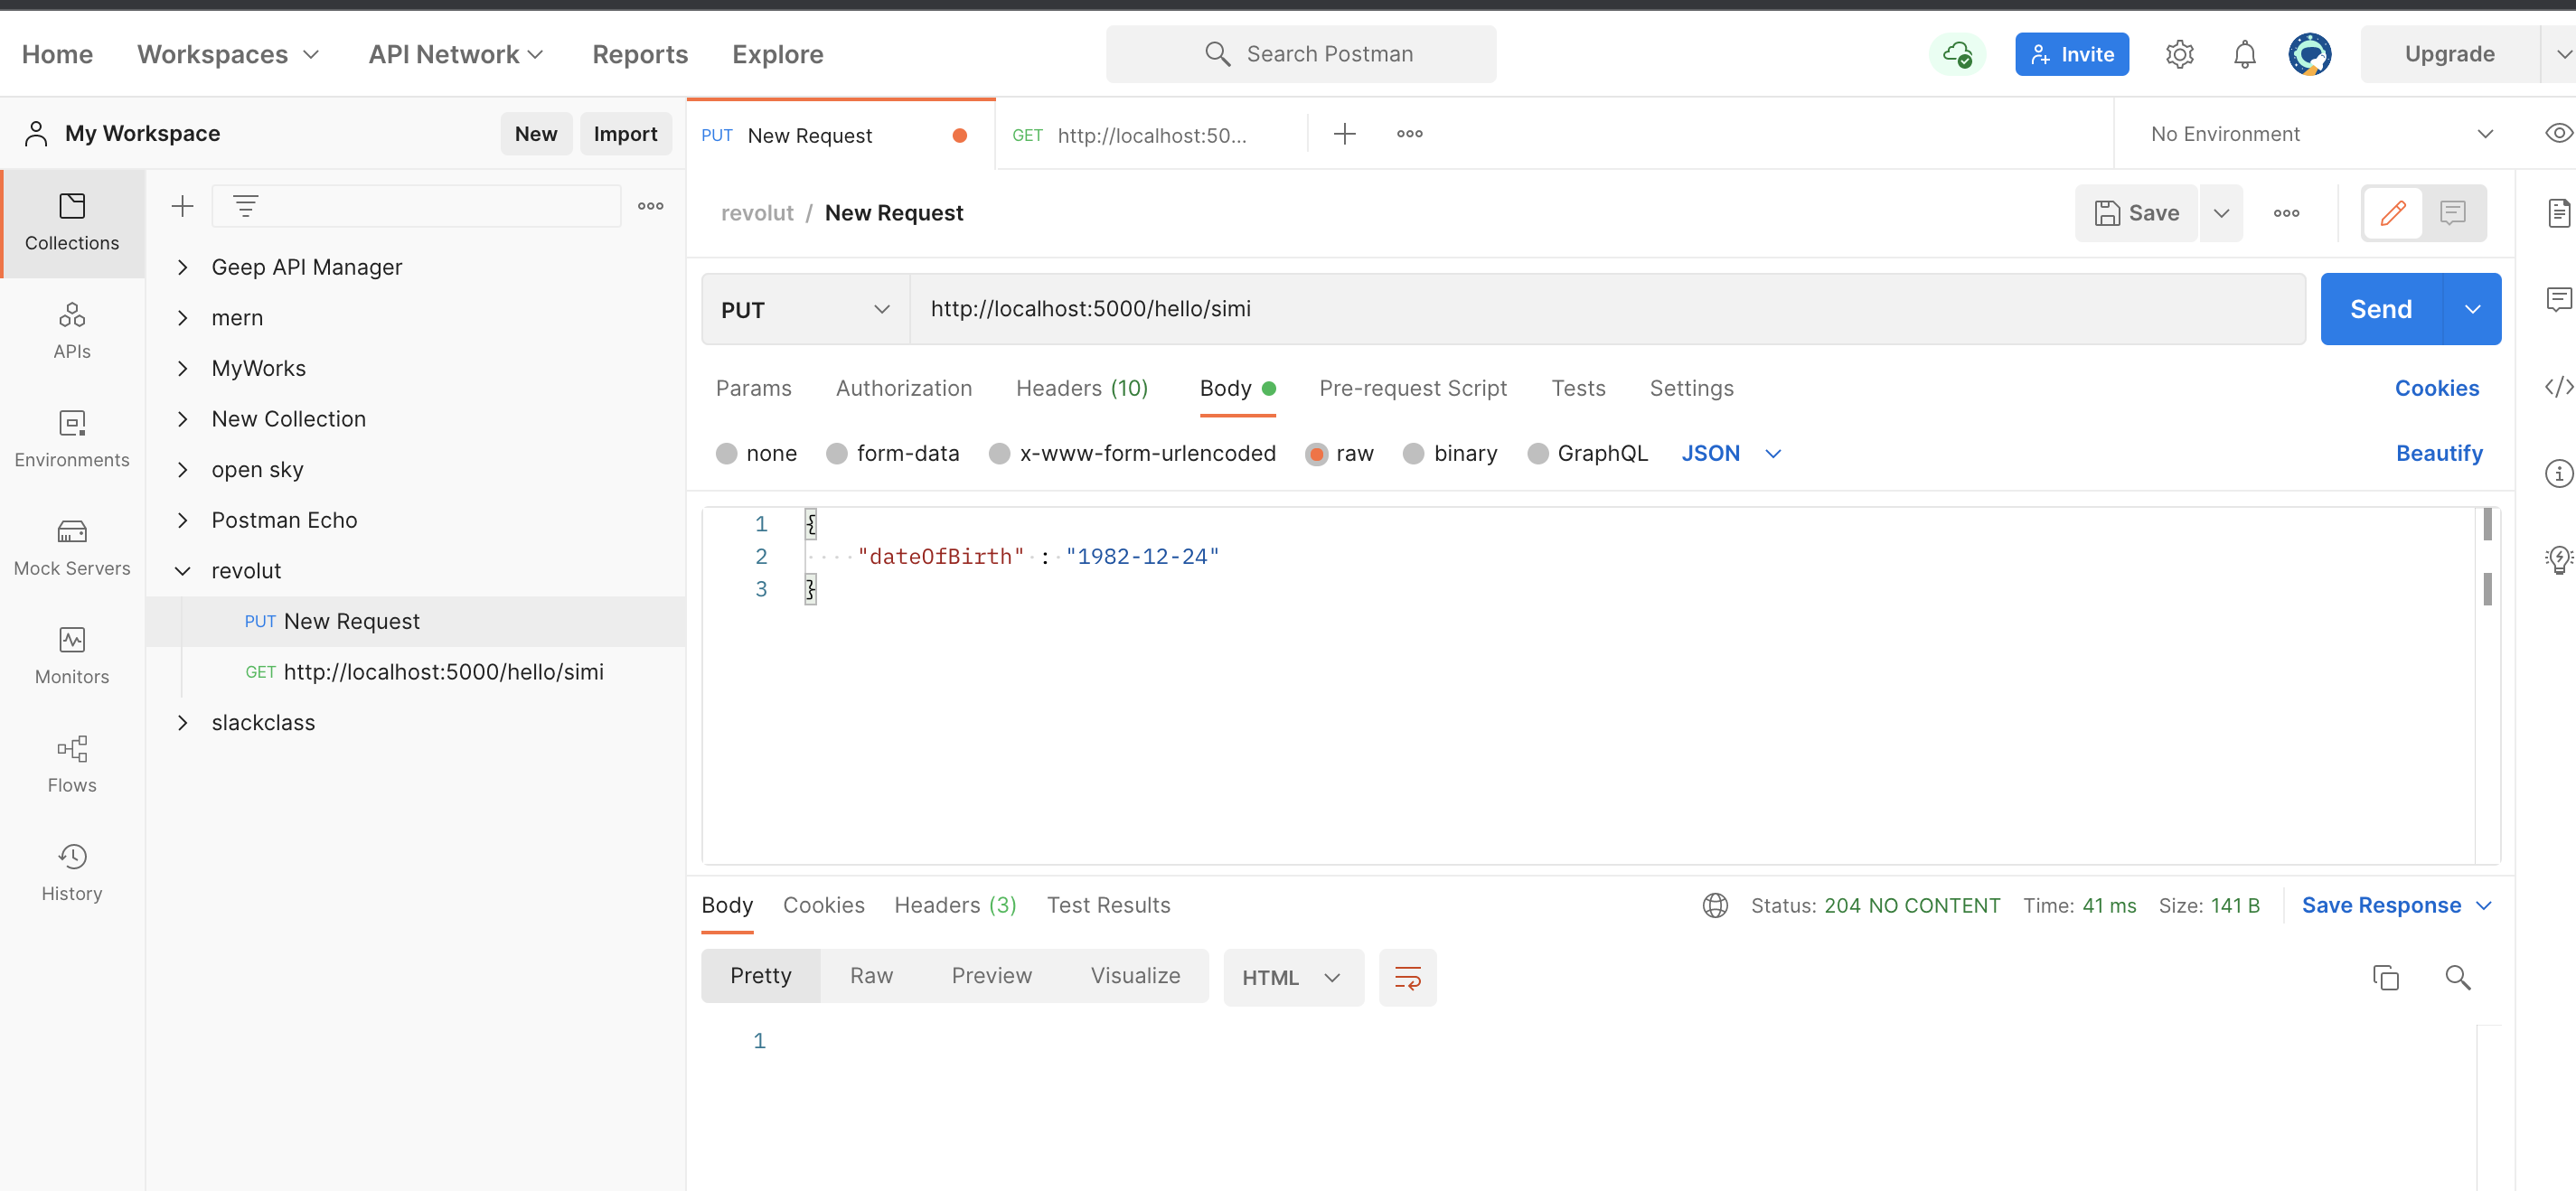 Home Workspaces API Network Reports Explore Search Postman Invite Upgrade
My Workspace New Import
PUT New Request GET http://localhost:50... No Environment
Collections
APIs
Environments
Mock Servers
Monitors
Flows
History
Geep API Manager
mern
MyWorks
New Collection
open sky
Postman Echo
revolut
PUT New Request
GET http://localhost:5000/hello/simi
slackclass
revolut / New Request Save
PUT http://localhost:5000/hello/simi Send
Params Authorization Headers (10) Body Pre-request Script Tests Settings Cookies
none form-data x-www-form-urlencoded raw binary GraphQL JSON Beautify
1 {
2 "dateOfBirth" : "1982-12-24"
3 }
Body Cookies Headers (3) Test Results Status: 204 NO CONTENT Time: 41 ms Size: 141 B Save Response
Pretty Raw Preview Visualize HTML
1